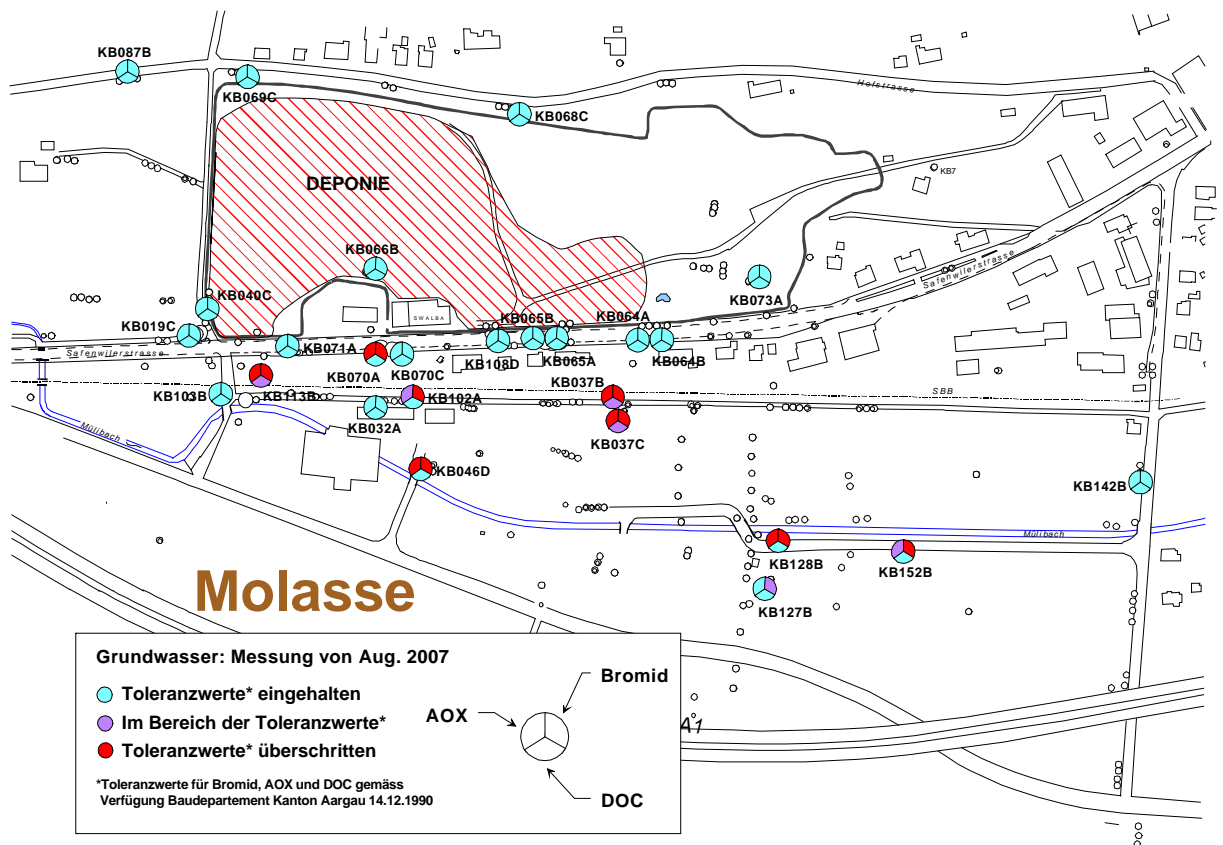 KB087B
KB069C
KB068C
Hofstrasse
KB7
DEPONIE
KB066B
KB040C
KB019C
SWALBA
KB065B
KB064A
KB073A
Safenwilerstrasse
Safenwilerstrasse
KB071A
KB070A
KB070C
KB108D
KB065A
KB064B
KB103B
KB113B
KB102A
KB037B
SBB
KB032A
KB037C
Mülibach
KB046D
KB142B
Mülibach
KB128B
KB152B
KB127B
Molasse
A1
Grundwasser: Messung von Aug. 2007
Toleranzwerte* eingehalten
Im Bereich der Toleranzwerte*
Toleranzwerte* überschritten
*Toleranzwerte für Bromid, AOX und DOC gemäss
Verfügung Baudepartement Kanton Aargau 14.12.1990
Bromid
AOX
DOC